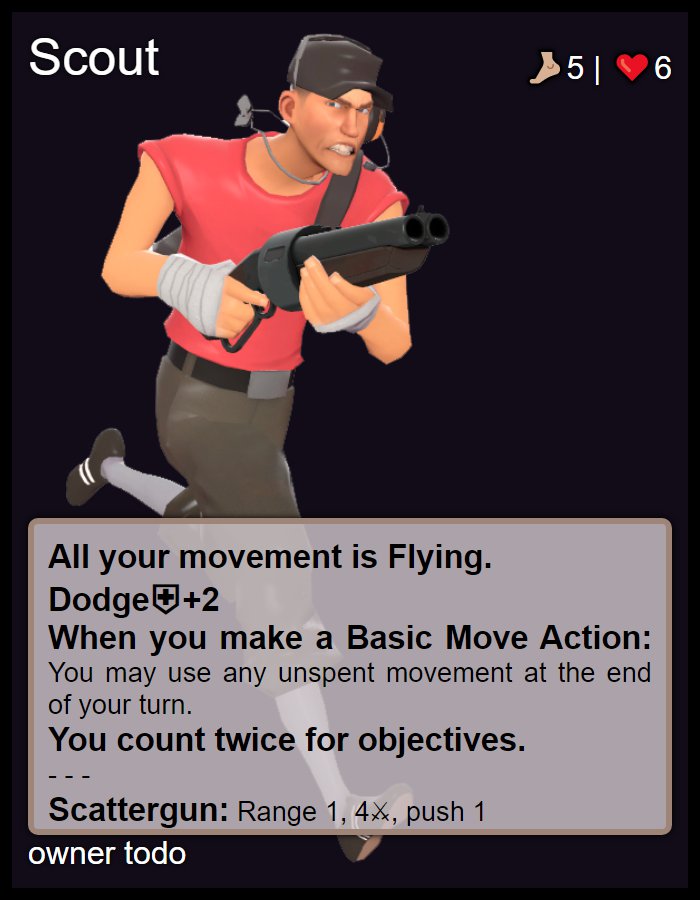 Scout
🦶5 | ❤6
All your movement is Flying.
Dodge⛨+2
When you make a Basic Move Action:
You may use any unspent movement at the end
of your turn.
You count twice for objectives.
- - -
Scattergun: Range 1, 4⚔, push 1
owner todo